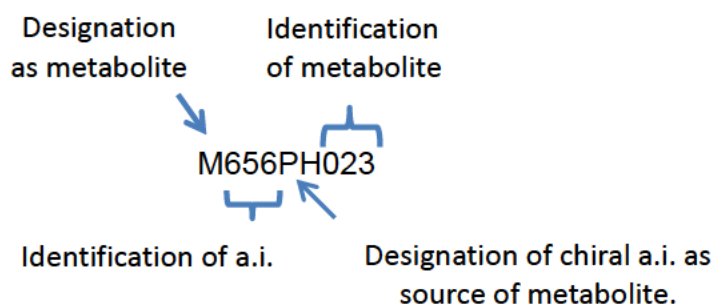 Designation
as metabolite
Identification
of metabolite
M656PH023
Identification of a.i.
Designation of chiral a.i. as
source of metabolite.